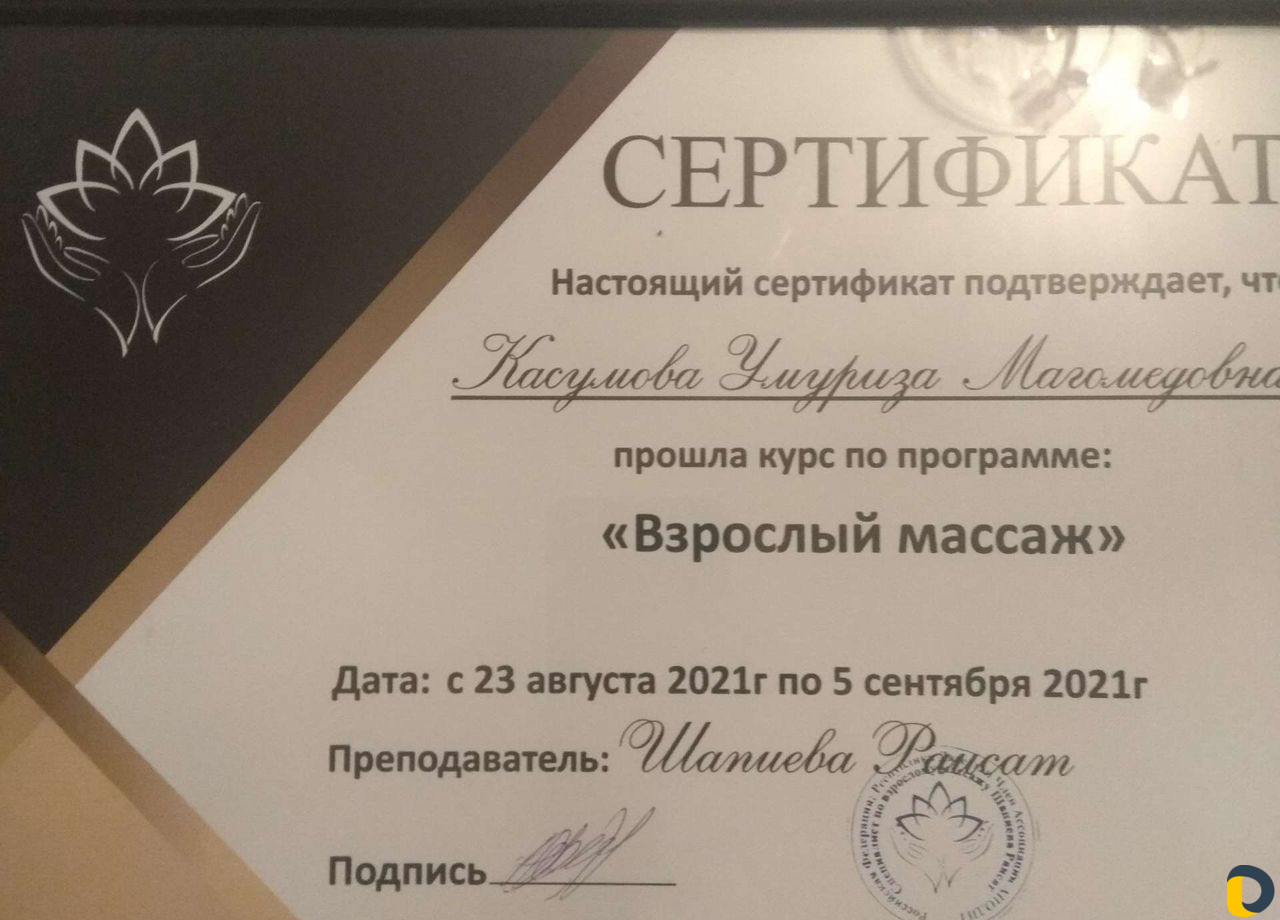 СЕРТИФИКАТ
Настоящий сертификат подтверждает, что
Касумова Умуриза Магомедовна
прошла курс по программе:
«Взрослый массаж»
Дата: с 23 августа 2021г по 5 сентября 2021г
Преподаватель: Шапиева Раисат
Подпись